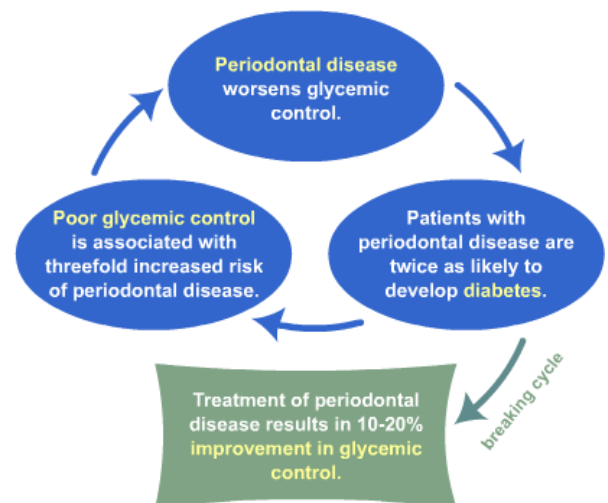 Periodontal disease
worsens glycemic
control.
Poor glycemic control
is associated with
threefold increased risk
of periodontal disease.
Patients with
periodontal disease are
twice as likely to
develop diabetes.
breaking cycle
Treatment of periodontal
disease results in 10-20%
improvement in glycemic
control.